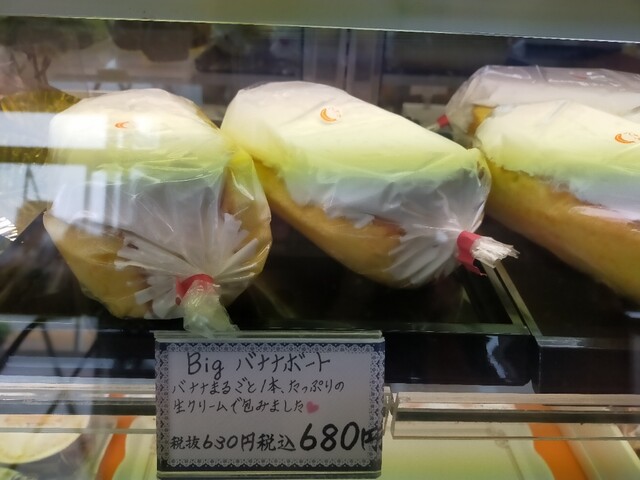 Big バナナボート
バナナまるごと1本、たっぷりの
生クリームで包みました
税抜630円税込680円